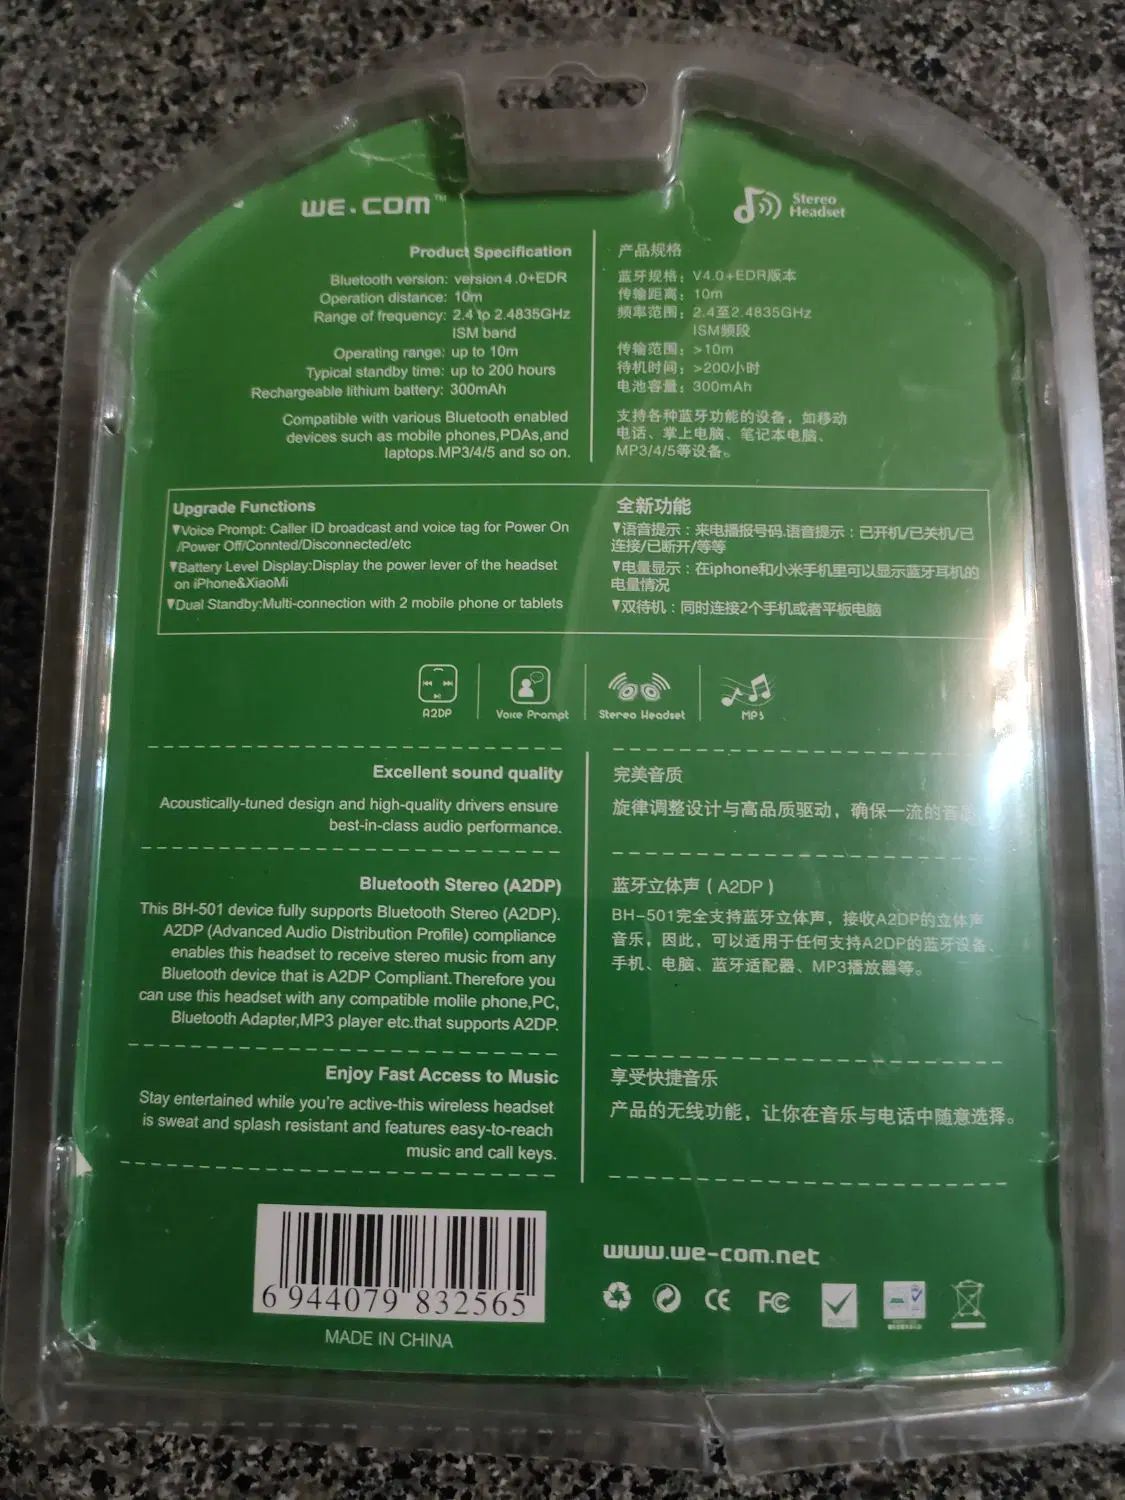 WE.COM™
Stereo
Headset
Product Specification
Bluetooth version: version 4.0+EDR
Operation distance: 10m
Range of frequency: 2.4 to 2.4835GHz
ISM band
Operating range: up to 10m
Typical standby time: up to 200 hours
Rechargeable lithium battery: 300mAh
Compatible with various Bluetooth enabled
devices such as mobile phones,PDAs,and
laptops.MP3/4/5 and so on.
产品规格
蓝牙规格：V4.0+EDR版本
传输距离：10m
频率范围：2.4至2.4835GHz
ISM频段
传输范围：>10m
待机时间：>200小时
电池容量：300mAh
支持各种蓝牙功能的设备，如移动
电话、掌上电脑、笔记本电脑、
MP3/4/5等设备。
Upgrade Functions
▼Voice Prompt: Caller ID broadcast and voice tag for Power On
/Power Off/Connted/Disconnected/etc
▼Battery Level Display:Display the power lever of the headset
on iPhone&XiaoMi
▼Dual Standby:Multi-connection with 2 mobile phone or tablets
全新功能
▼语音提示：来电播报号码.语音提示：已开机/已关机/已
连接/已断开/等等
▼电量显示：在iphone和小米手机里可以显示蓝牙耳机的
电量情况
▼双待机：同时连接2个手机或者平板电脑
A2DP
Voice Prompt
Stereo Headset
MP3
Excellent sound quality
Acoustically-tuned design and high-quality drivers ensure
best-in-class audio performance.
完美音质
旋律调整设计与高品质驱动，确保一流的音质
Bluetooth Stereo (A2DP)
This BH-501 device fully supports Bluetooth Stereo (A2DP).
A2DP (Advanced Audio Distribution Profile) compliance
enables this headset to receive stereo music from any
Bluetooth device that is A2DP Compliant.Therefore you
can use this headset with any compatible molile phone,PC,
Bluetooth Adapter,MP3 player etc.that supports A2DP.
蓝牙立体声（A2DP）
BH-501完全支持蓝牙立体声，接收A2DP的立体声
音乐，因此，可以适用于任何支持A2DP的蓝牙设备、
手机、电脑、蓝牙适配器、MP3播放器等。
Enjoy Fast Access to Music
Stay entertained while you're active-this wireless headset
is sweat and splash resistant and features easy-to-reach
music and call keys.
享受快捷音乐
产品的无线功能，让你在音乐与电话中随意选择。
6 944079 832565
MADE IN CHINA
www.we-com.net
CE
FC